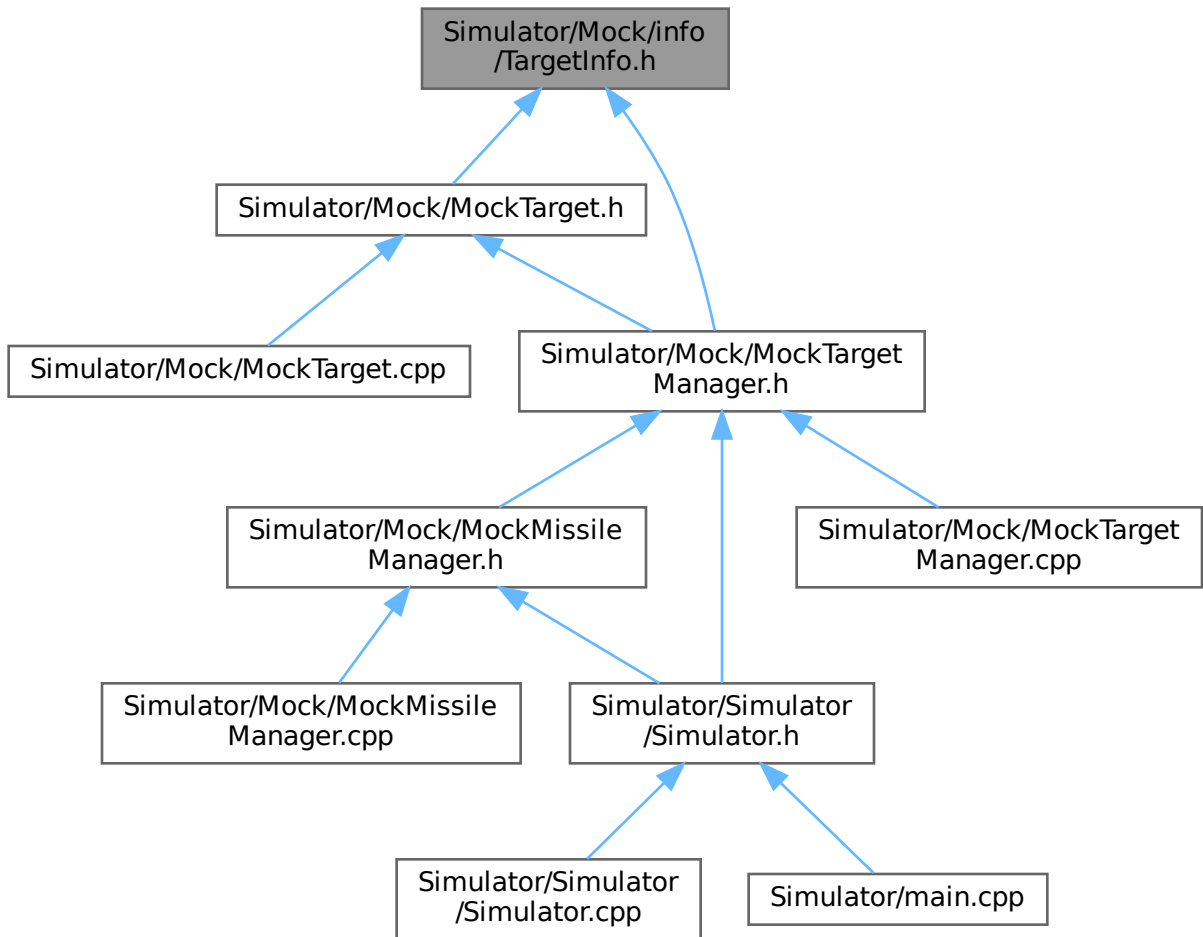 Simulator/Mock/info
/TargetInfo.h
Simulator/Mock/MockTarget.h
Simulator/Mock/MockTarget.cpp
Simulator/Mock/MockTarget
Manager.h
Simulator/Mock/MockMissile
Manager.h
Simulator/Mock/MockTarget
Manager.cpp
Simulator/Mock/MockMissile
Manager.cpp
Simulator/Simulator
/Simulator.h
Simulator/Simulator
/Simulator.cpp
Simulator/main.cpp